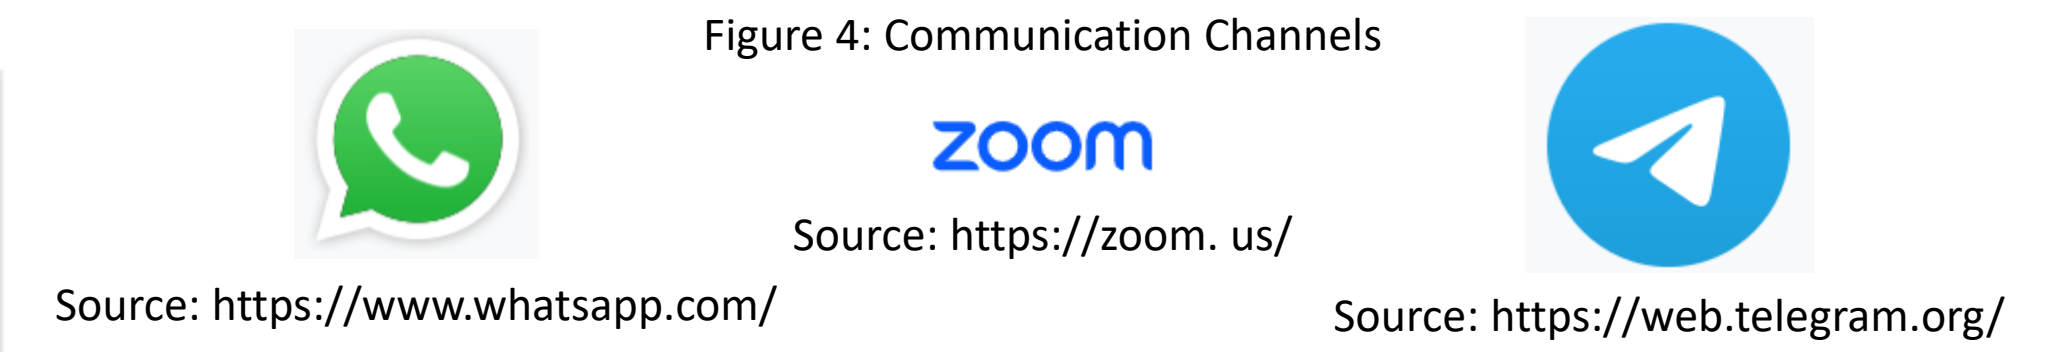 Figure 4: Communication Channels
zoom
Source: https://zoom. us/
Source: https://www.whatsapp.com/
Source: https://web.telegram.org/